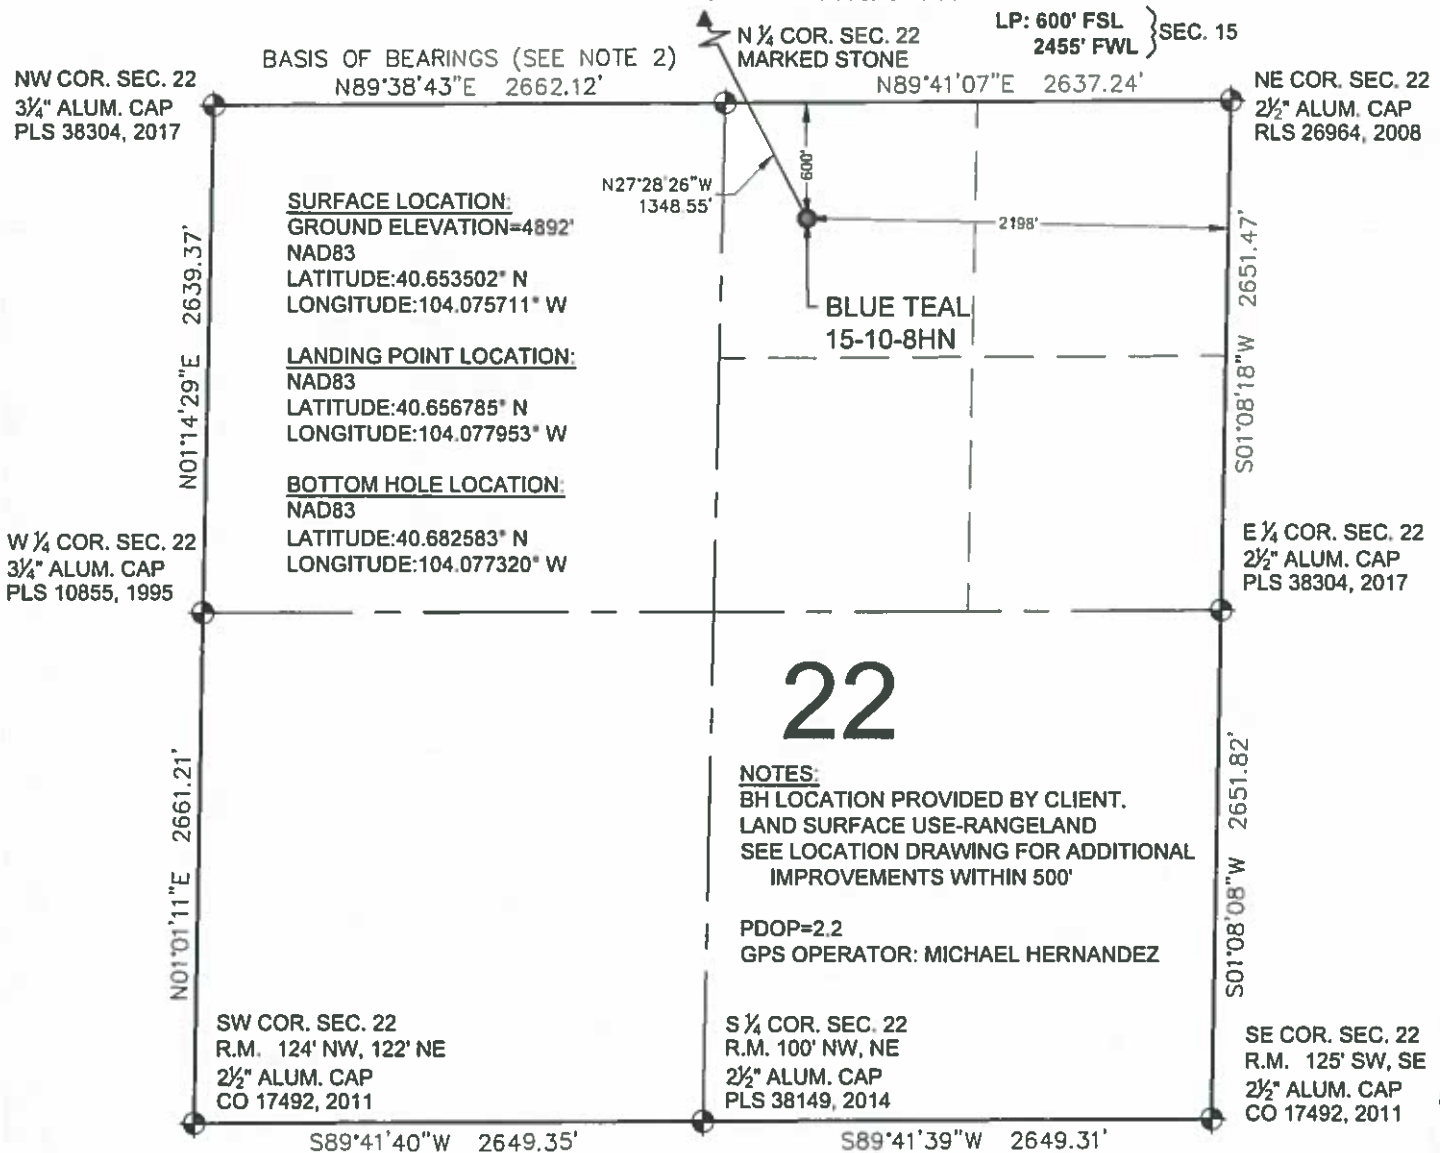 LP: 600' FSL
2455' FWL
SEC. 15
N ¼ COR. SEC. 22
MARKED STONE
BASIS OF BEARINGS (SEE NOTE 2)
N89°38'43"E 2662.12'
N89°41'07"E 2637.24'
NW COR. SEC. 22
3¼" ALUM. CAP
PLS 38304, 2017
NE COR. SEC. 22
2½" ALUM. CAP
RLS 26964, 2008
600'
N27°28'26"W
1348.55'
2198'
SURFACE LOCATION:
GROUND ELEVATION=4892'
NAD83
LATITUDE:40.653502° N
LONGITUDE:104.075711° W
BLUE TEAL
15-10-8HN
LANDING POINT LOCATION:
NAD83
LATITUDE:40.656785° N
LONGITUDE:104.077953° W
BOTTOM HOLE LOCATION:
NAD83
LATITUDE:40.682583° N
LONGITUDE:104.077320° W
N01°14'29"E 2639.37'
S01°08'18"W 2651.47'
W ¼ COR. SEC. 22
3¼" ALUM. CAP
PLS 10855, 1995
E ¼ COR. SEC. 22
2½" ALUM. CAP
PLS 38304, 2017
22
NOTES:
BH LOCATION PROVIDED BY CLIENT.
LAND SURFACE USE-RANGELAND
SEE LOCATION DRAWING FOR ADDITIONAL
IMPROVEMENTS WITHIN 500'
PDOP=2.2
GPS OPERATOR: MICHAEL HERNANDEZ
N01°01'11"E 2661.21'
S01°08'08"W 2651.82'
SW COR. SEC. 22
R.M. 124' NW, 122' NE
2½" ALUM. CAP
CO 17492, 2011
S ¼ COR. SEC. 22
R.M. 100' NW, NE
2½" ALUM. CAP
PLS 38149, 2014
SE COR. SEC. 22
R.M. 125' SW, SE
2½" ALUM. CAP
CO 17492, 2011
S89°41'40"W 2649.35'
S89°41'39"W 2649.31'